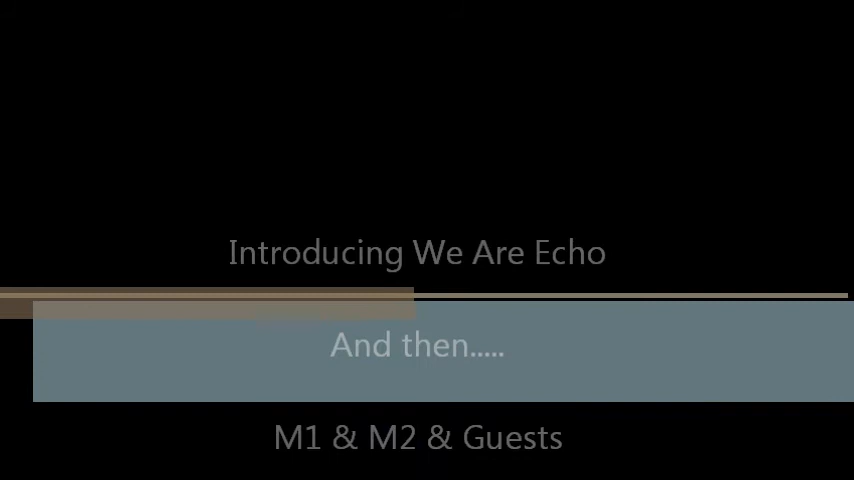 Introducing We Are Echo
And then.....
M1 & M2 & Guests